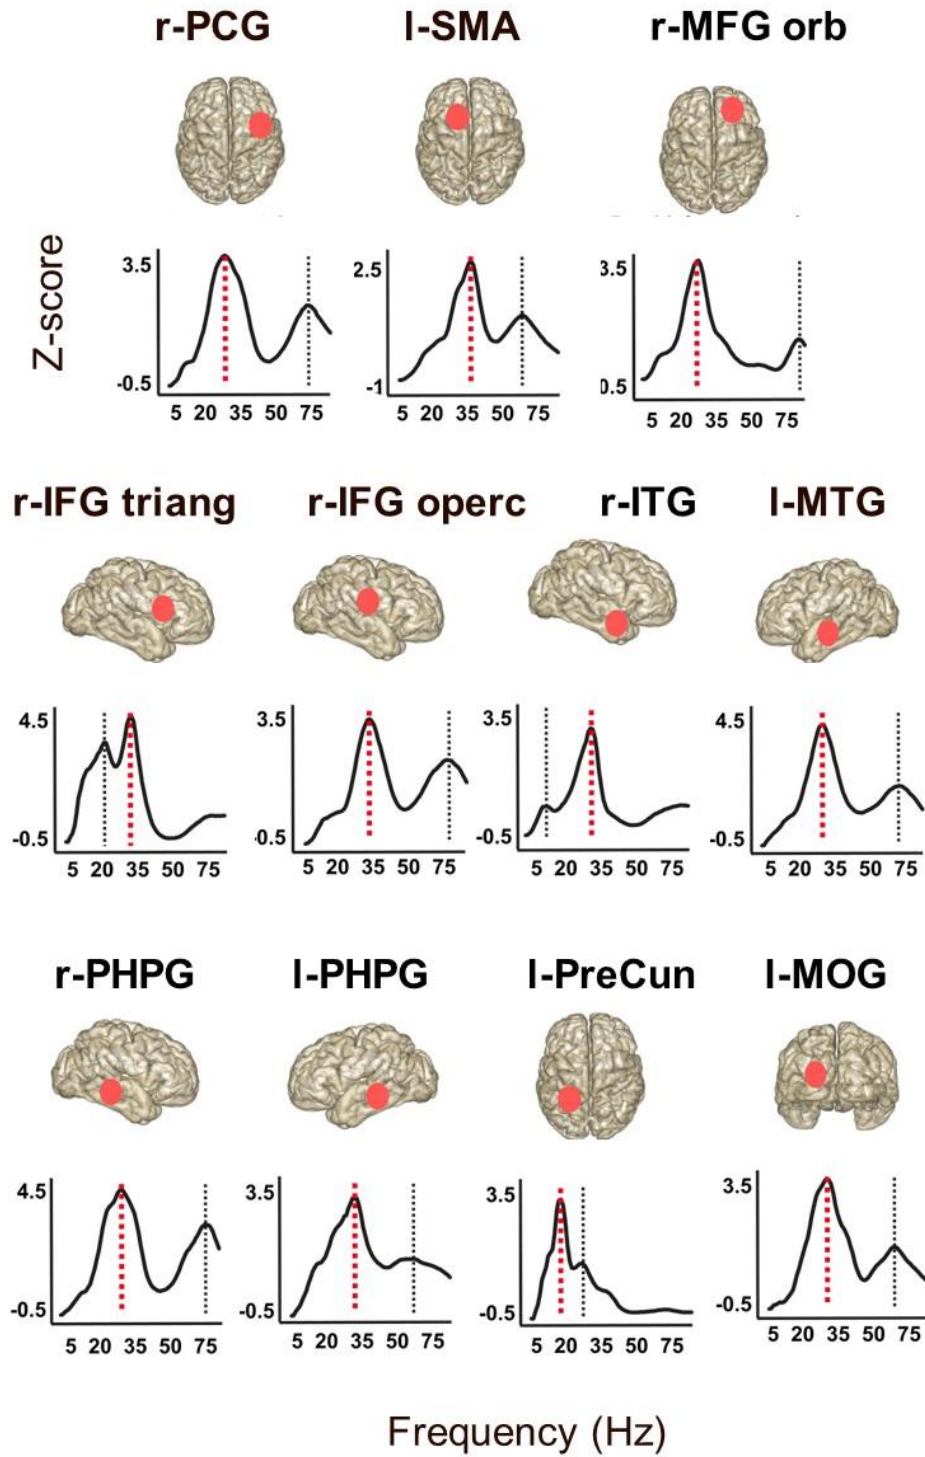 r-PCG l-SMA r-MFG orb
Z-score
3.5 2.5 3.5
-0.5 -1 0.5
5 20 35 50 75 5 20 35 50 75 5 20 35 50 75
r-IFG triang r-IFG operc r-ITG l-MTG
4.5 3.5 3.5 4.5
-0.5 -0.5 -0.5 -0.5
5 20 35 50 75 5 20 35 50 75 5 20 35 50 75 5 20 35 50 75
r-PHPG l-PHPG l-PreCun l-MOG
4.5 3.5 3.5 3.5
-0.5 -0.5 -0.5 -0.5
5 20 35 50 75 5 20 35 50 75 5 20 35 50 75 5 20 35 50 75
Frequency (Hz)